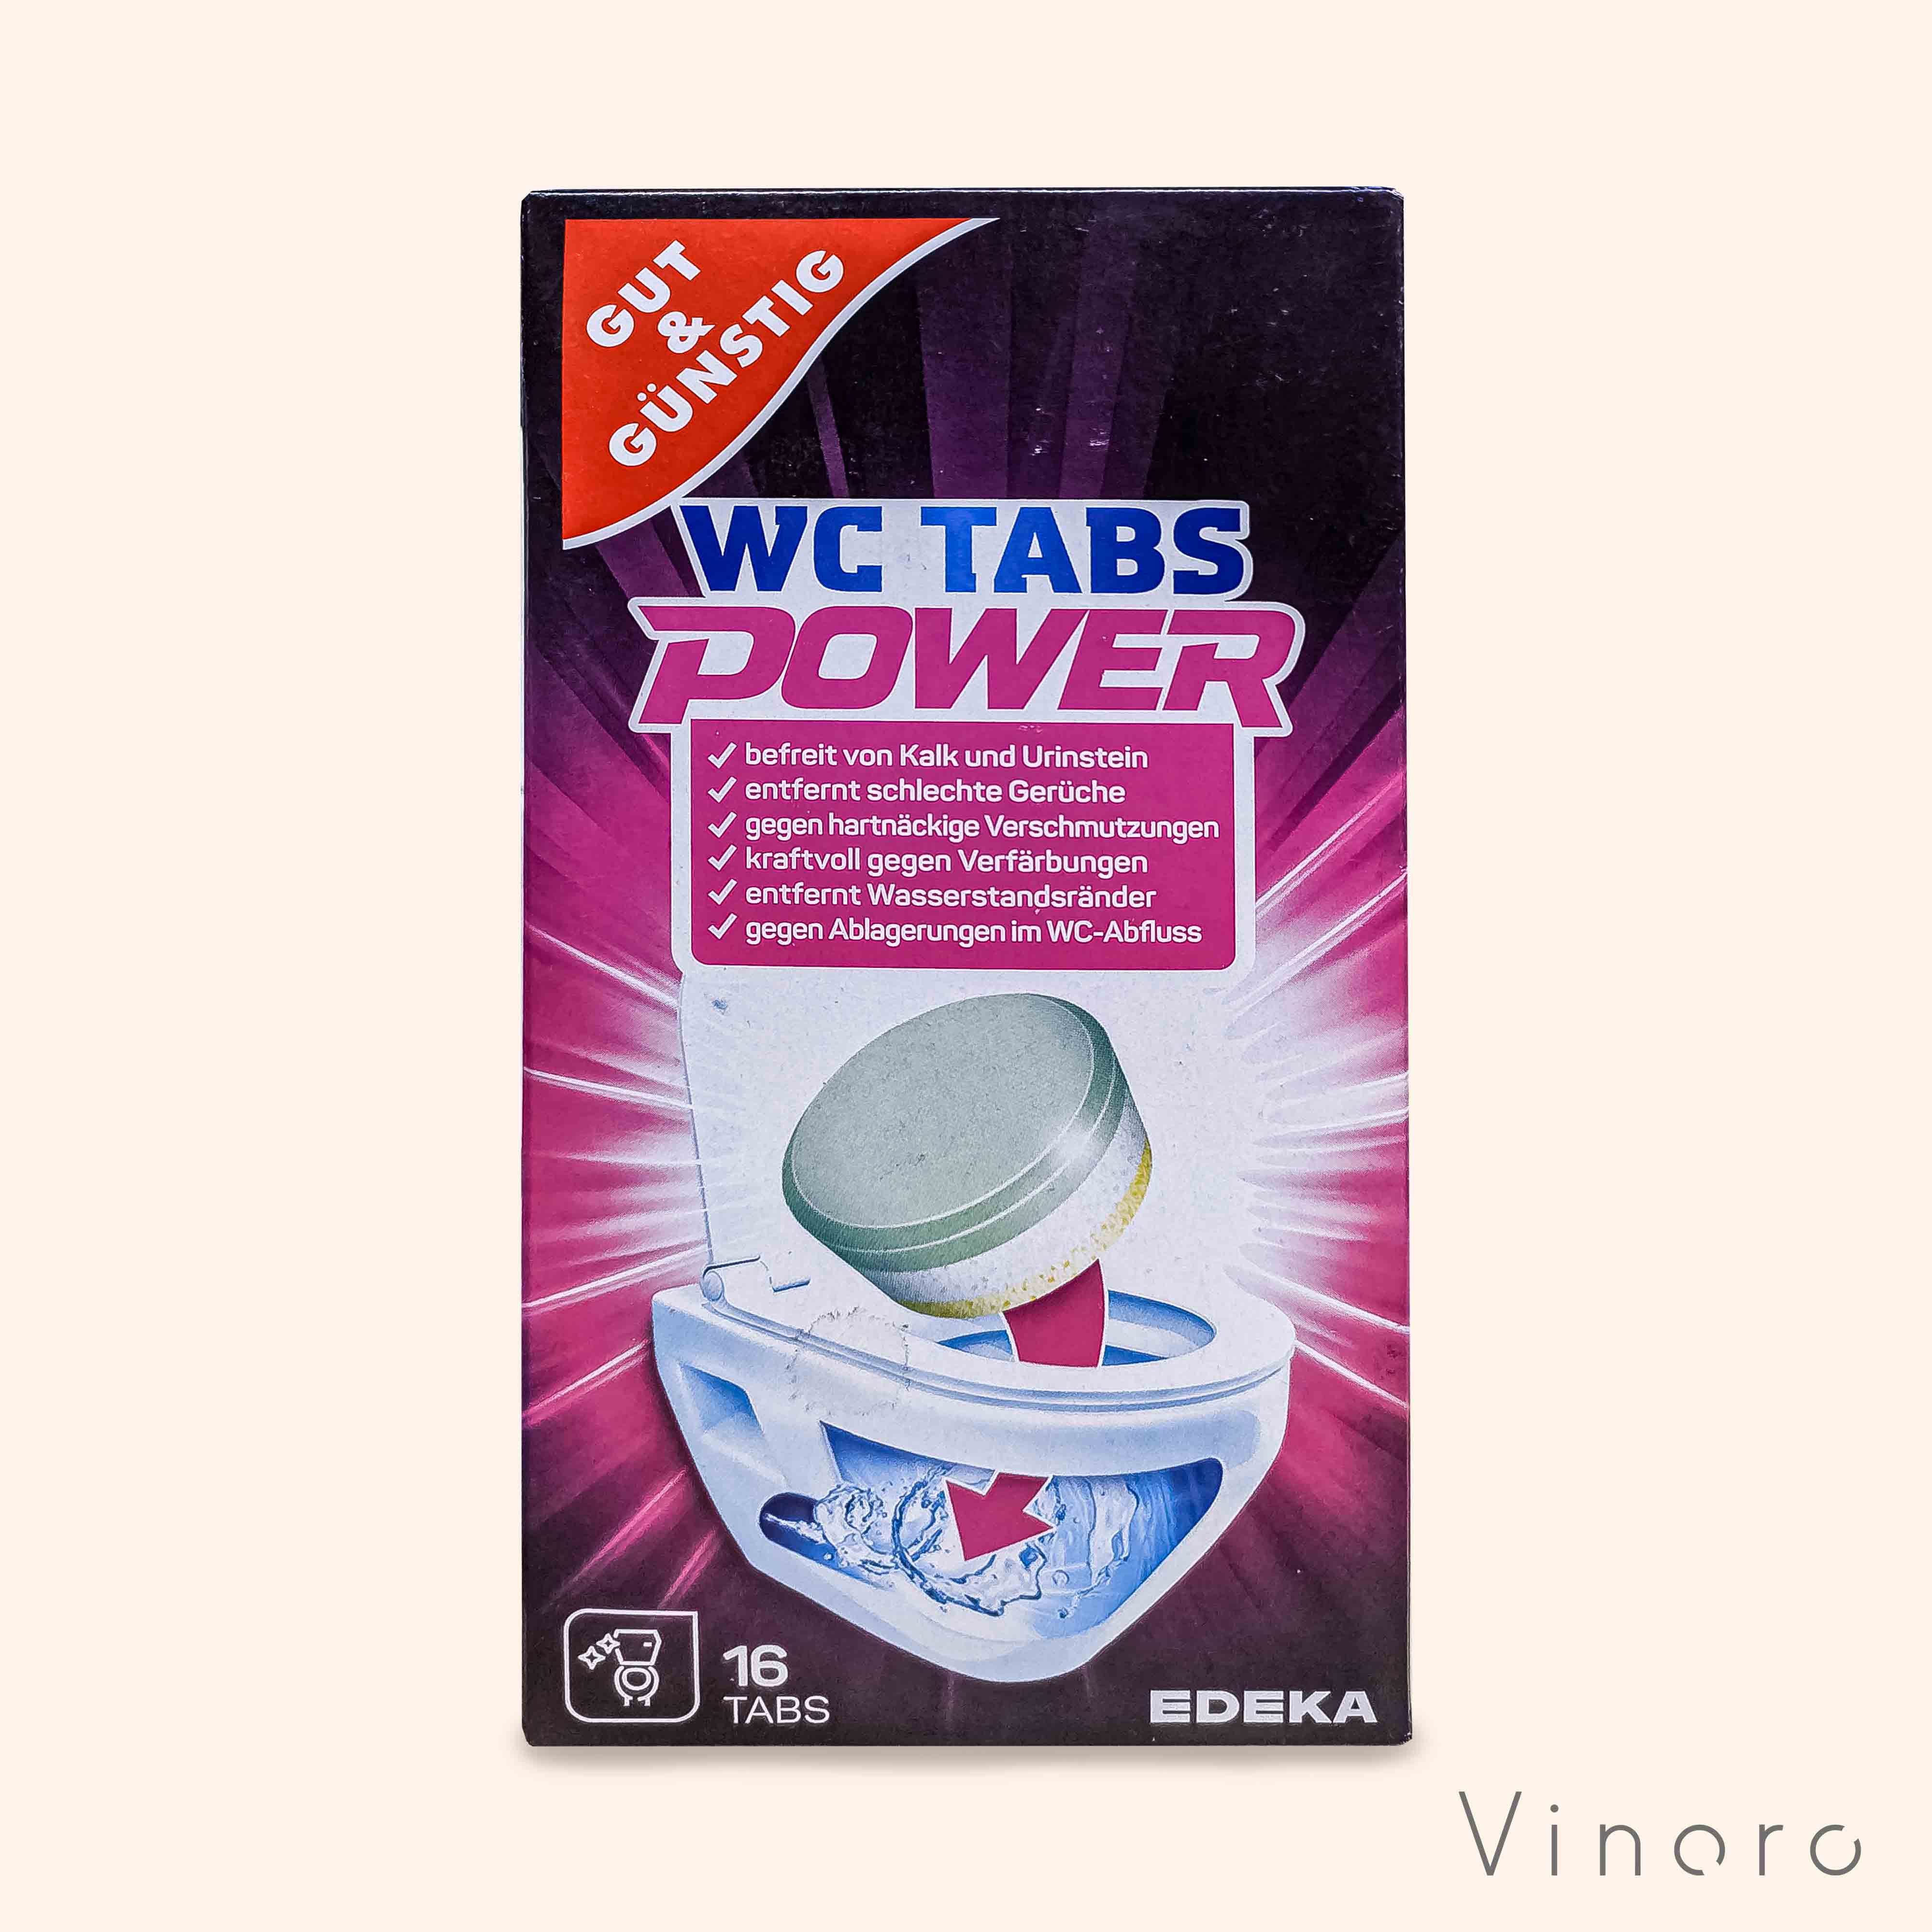 GUT
&
GÜNSTIG
WC TABS
POWER
befreit von Kalk und Urinstein
entfernt schlechte Gerüche
gegen hartnäckige Verschmutzungen
kraftvoll gegen Verfärbungen
entfernt Wasserstandsränder
gegen Ablagerungen im WC-Abfluss
16
TABS
EDEKA
Vinoro